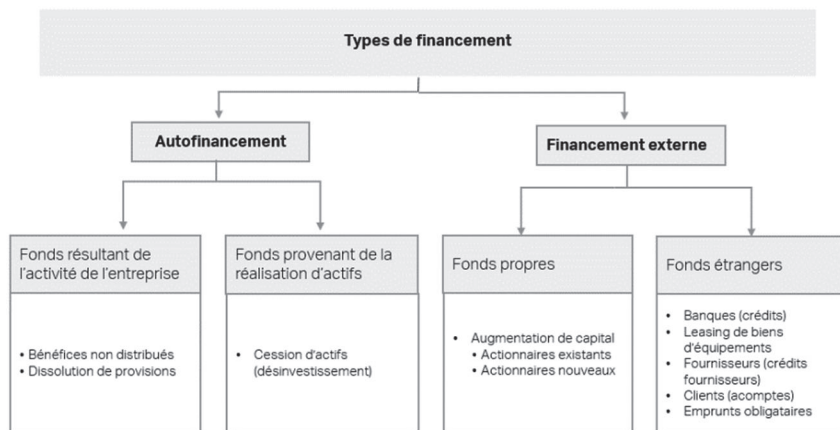 Types de financement
Autofinancement
Financement externe
Fonds résultant de
l'activité de l'entreprise
• Bénéfices non distribués
• Dissolution de provisions
Fonds provenant de la
réalisation d'actifs
• Cession d'actifs
(désinvestissement)
Fonds propres
• Augmentation de capital
• Actionnaires existants
• Actionnaires nouveaux
Fonds étrangers
• Banques (crédits)
• Leasing de biens
d'équipements
• Fournisseurs (crédits
fournisseurs)
• Clients (acomptes)
• Emprunts obligataires